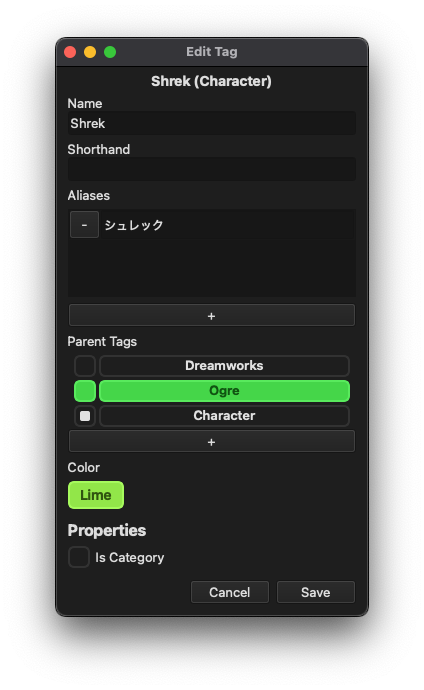 Edit Tag
Shrek (Character)
Name
Shrek
Shorthand
Aliases
- シュレック
+
Parent Tags
Dreamworks
Ogre
Character
+
Color
Lime
Properties
Is Category
Cancel Save